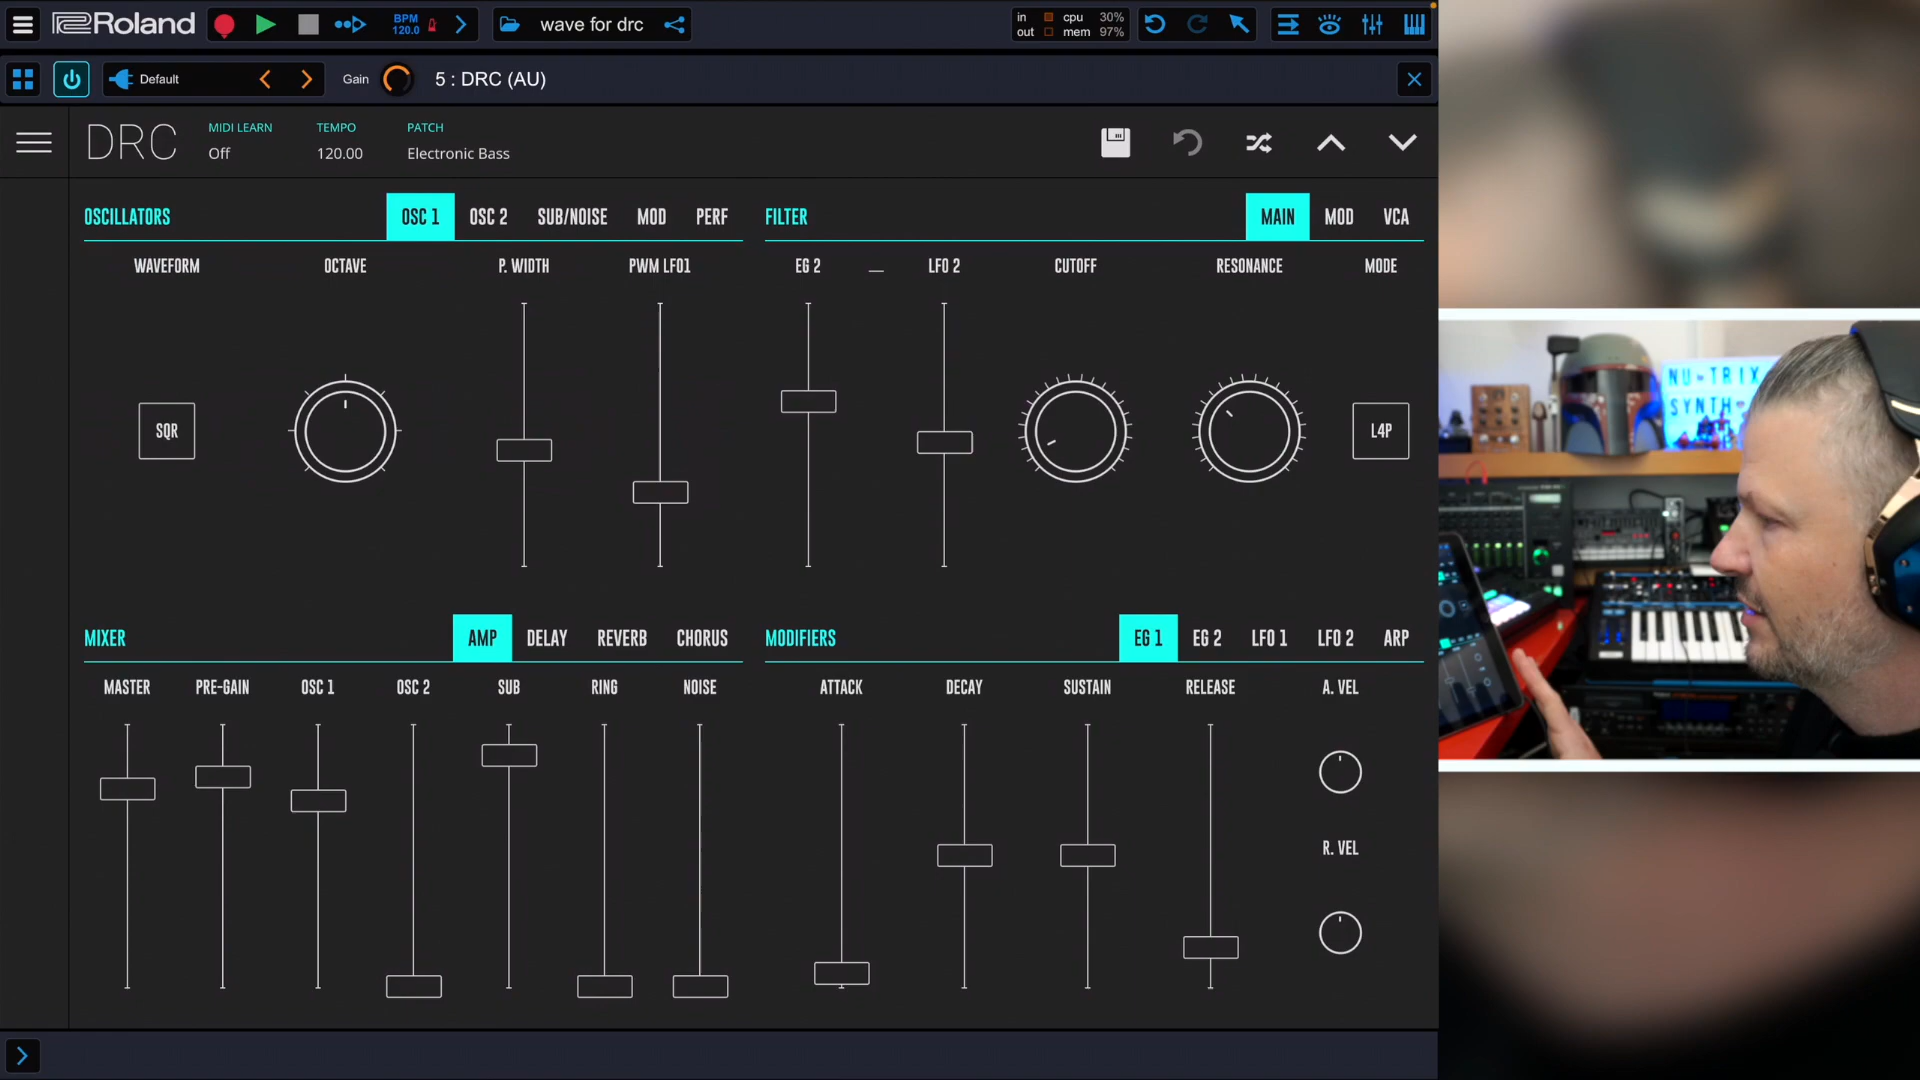 Roland
BPM
120.0
wave for drc
in cpu 30%
out mem 97%
Default
Gain
5 : DRC (AU)
DRC
MIDI LEARN
Off
TEMPO
120.00
PATCH
Electronic Bass
OSCILLATORS
OSC 1
OSC 2
SUB/NOISE
MOD
PERF
FILTER
MAIN
MOD
VCA
WAVEFORM
OCTAVE
P. WIDTH
PWM LFO1
EG 2
LFO 2
CUTOFF
RESONANCE
MODE
SQR
L4P
MIXER
AMP
DELAY
REVERB
CHORUS
MODIFIERS
EG 1
EG 2
LFO 1
LFO 2
ARP
MASTER
PRE-GAIN
OSC 1
OSC 2
SUB
RING
NOISE
ATTACK
DECAY
SUSTAIN
RELEASE
A. VEL
R. VEL
NU-TRIX
SYNTH